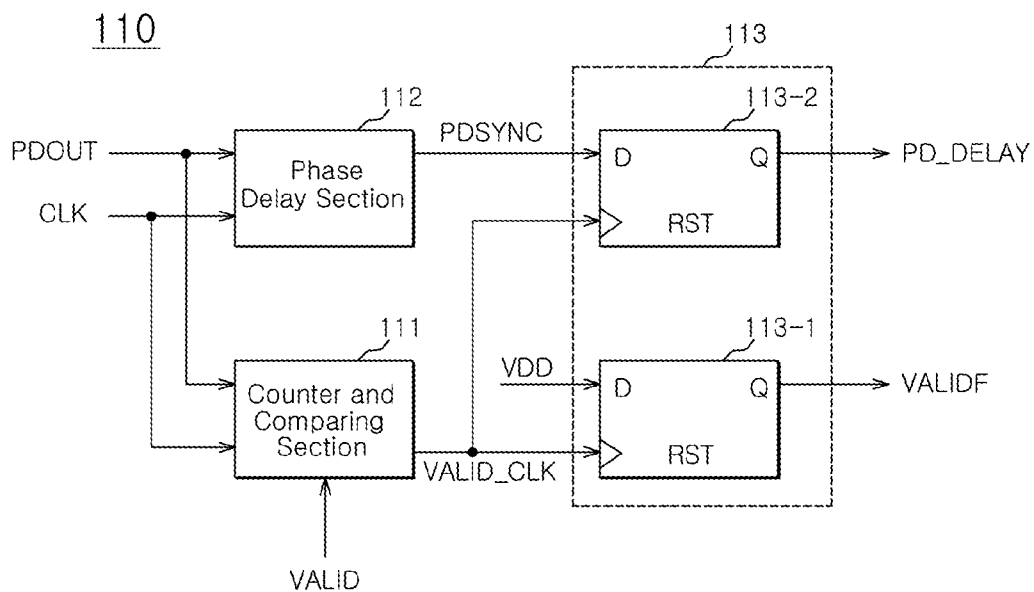 110
113
112
113-2
PDOUT
Phase
Delay Section
PDSYNC
D
Q
PD_DELAY
CLK
RST
111
113-1
Counter and
Comparing
Section
VDD
D
Q
VALIDF
VALID_CLK
RST
VALID